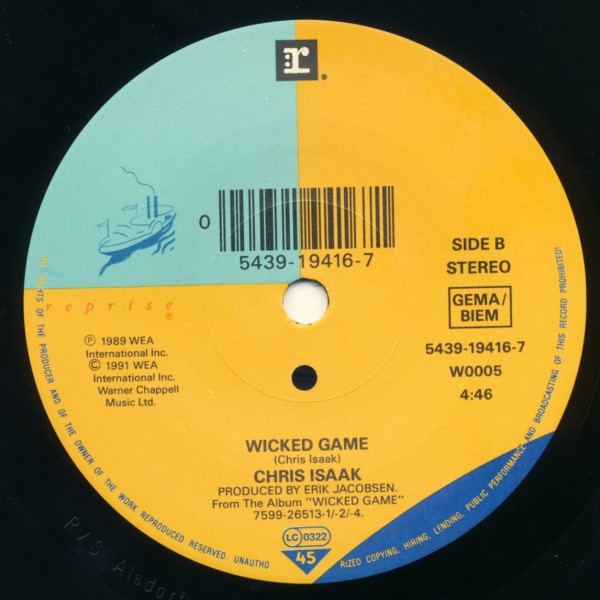 r
®
0
5439-19416-7
reprise
®
SIDE B
STEREO
GEMA/
BIEM
5439-19416-7
W0005
4:46
℗ 1989 WEA
International Inc.
© 1991 WEA
International Inc.
Warner Chappell
Music Ltd.
WICKED GAME
(Chris Isaak)
CHRIS ISAAK
PRODUCED BY ERIK JACOBSEN.
From The Album "WICKED GAME"
7599-26513-1/-2/-4.
LC 0322
45
ALL RIGHTS OF THE PRODUCER AND OF THE OWNER OF THE WORK REPRODUCED RESERVED. UNAUTHO
RIZED COPYING, HIRING, LENDING, PUBLIC PERFORMANCE AND BROADCASTING OF THIS RECORD PROHIBITED!
R/S Alsdorf